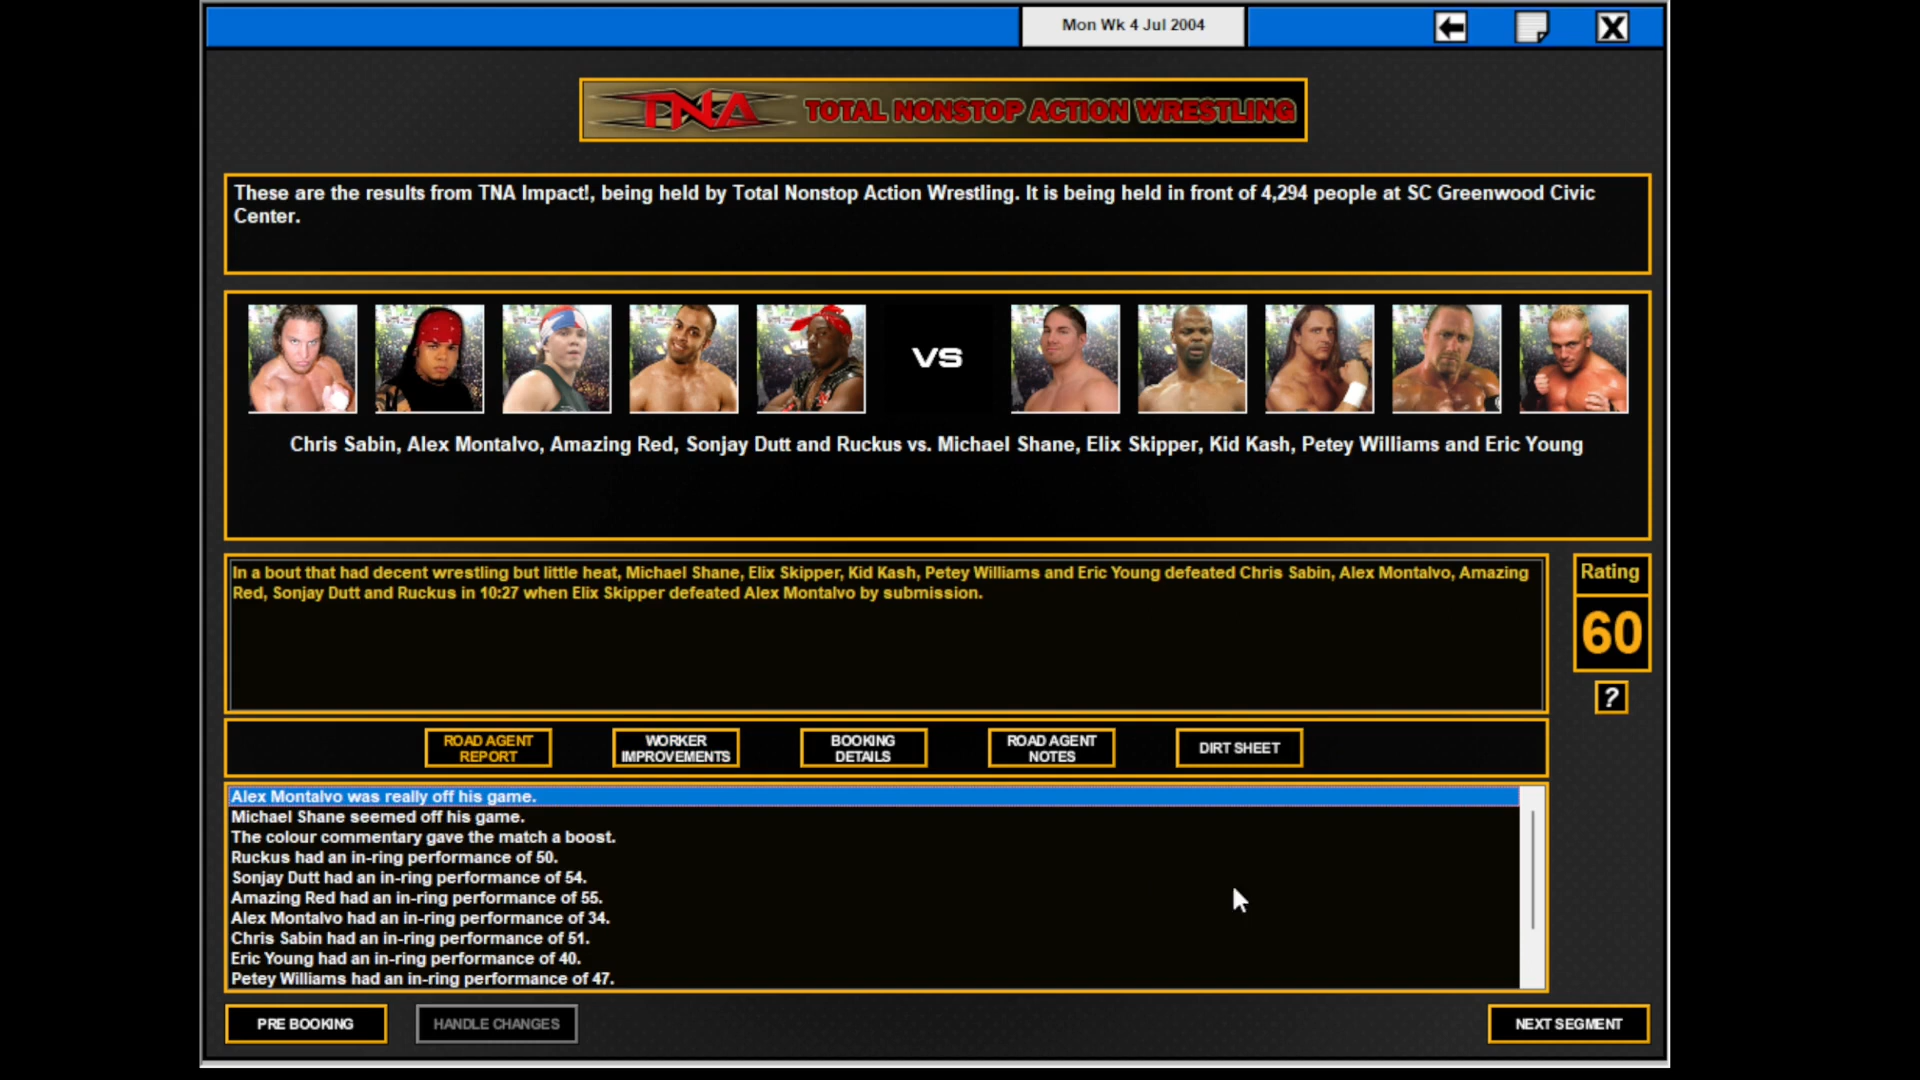 Mon Wk 4 Jul 2004
TNA TOTAL NONSTOP ACTION WRESTLING
These are the results from TNA Impact!, being held by Total Nonstop Action Wrestling. It is being held in front of 4,294 people at SC Greenwood Civic
Center.
VS
Chris Sabin, Alex Montalvo, Amazing Red, Sonjay Dutt and Ruckus vs. Michael Shane, Elix Skipper, Kid Kash, Petey Williams and Eric Young
In a bout that had decent wrestling but little heat, Michael Shane, Elix Skipper, Kid Kash, Petey Williams and Eric Young defeated Chris Sabin, Alex Montalvo, Amazing
Red, Sonjay Dutt and Ruckus in 10:27 when Elix Skipper defeated Alex Montalvo by submission.
Rating
60
?
ROAD AGENT
REPORT
WORKER
IMPROVEMENTS
BOOKING
DETAILS
ROAD AGENT
NOTES
DIRT SHEET
Alex Montalvo was really off his game.
Michael Shane seemed off his game.
The colour commentary gave the match a boost.
Ruckus had an in-ring performance of 50.
Sonjay Dutt had an in-ring performance of 54.
Amazing Red had an in-ring performance of 55.
Alex Montalvo had an in-ring performance of 34.
Chris Sabin had an in-ring performance of 51.
Eric Young had an in-ring performance of 40.
Petey Williams had an in-ring performance of 47.
PRE BOOKING
HANDLE CHANGES
NEXT SEGMENT